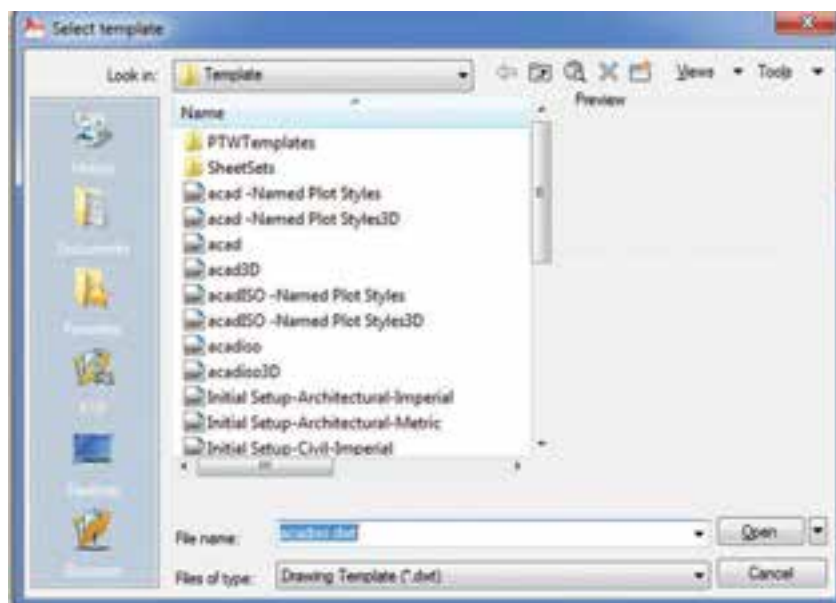 Select template
Look in:
Template
Views
Tools
Name
Preview
PTWTemplates
SheetSets
acad -Named Plot Styles
acad -Named Plot Styles3D
acad
acad3D
acadISO -Named Plot Styles
acadISO -Named Plot Styles3D
acadiso
acadiso3D
Initial Setup-Architectural-Imperial
Initial Setup-Architectural-Metric
Initial Setup-Civil-Imperial
Documents
File name:
Open
Files of type:
Drawing Template (*.dwt)
Cancel